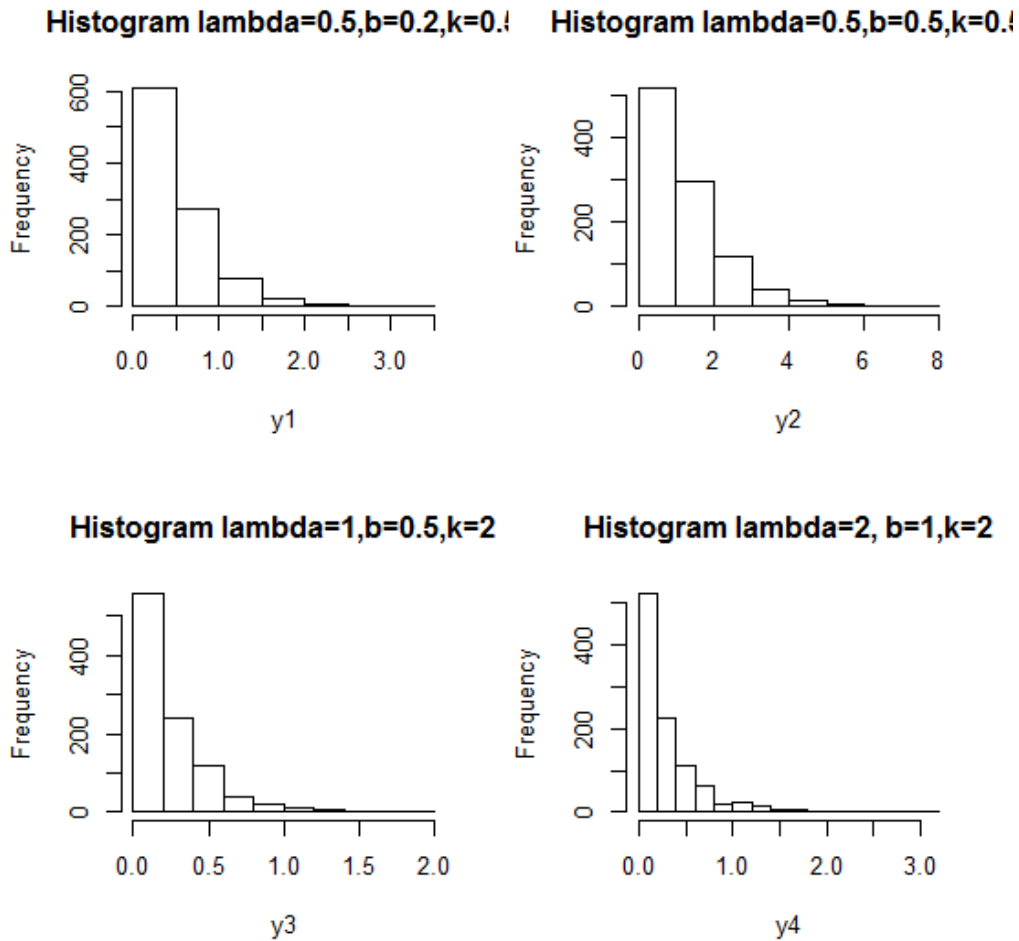 Histogram lambda=0.5,b=0.2,k=0.5
Frequency
0 200 400 600
0.0 1.0 2.0 3.0
y1
Histogram lambda=0.5,b=0.5,k=0.5
Frequency
0 200 400
0 2 4 6 8
y2
Histogram lambda=1,b=0.5,k=2
Frequency
0 200 400
0.0 0.5 1.0 1.5 2.0
y3
Histogram lambda=2, b=1,k=2
Frequency
0 200 400
0.0 1.0 2.0 3.0
y4